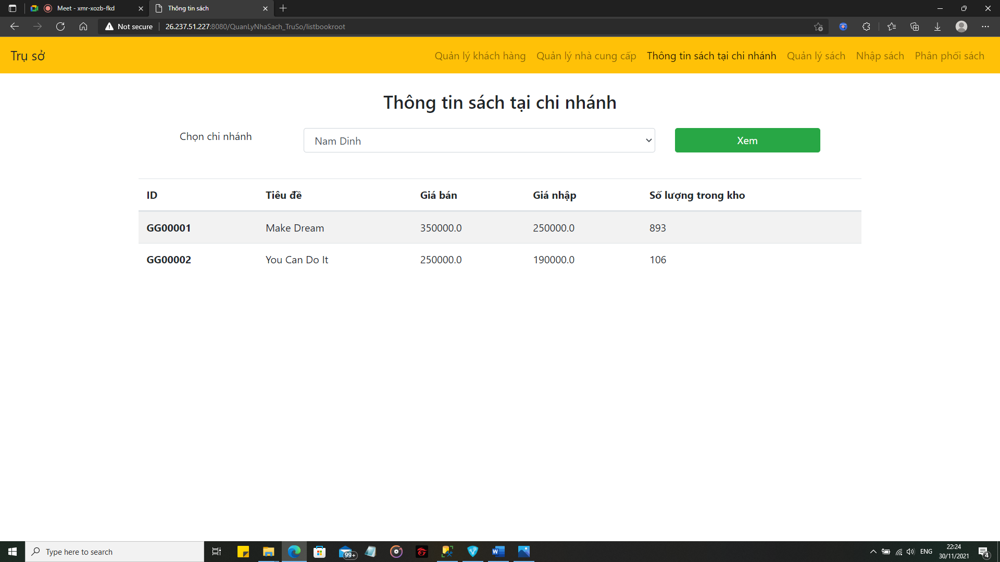 Meet - xmr-xozb-fkd
Thông tin sách
Not secure
26.237.51.227:8080/QuanLyNhaSach_TruSo/listbookroot
Trụ sở
Quản lý khách hàng
Quản lý nhà cung cấp
Thông tin sách tại chi nhánh
Quản lý sách
Nhập sách
Phân phối sách
Thông tin sách tại chi nhánh
Chọn chi nhánh
Nam Dinh
Xem
ID Tiêu đề Giá bán Giá nhập Số lượng trong kho
GG00001 Make Dream 350000.0 250000.0 893
GG00002 You Can Do It 250000.0 190000.0 106
Type here to search
99+
W
ENG
22:24
30/11/2021
4